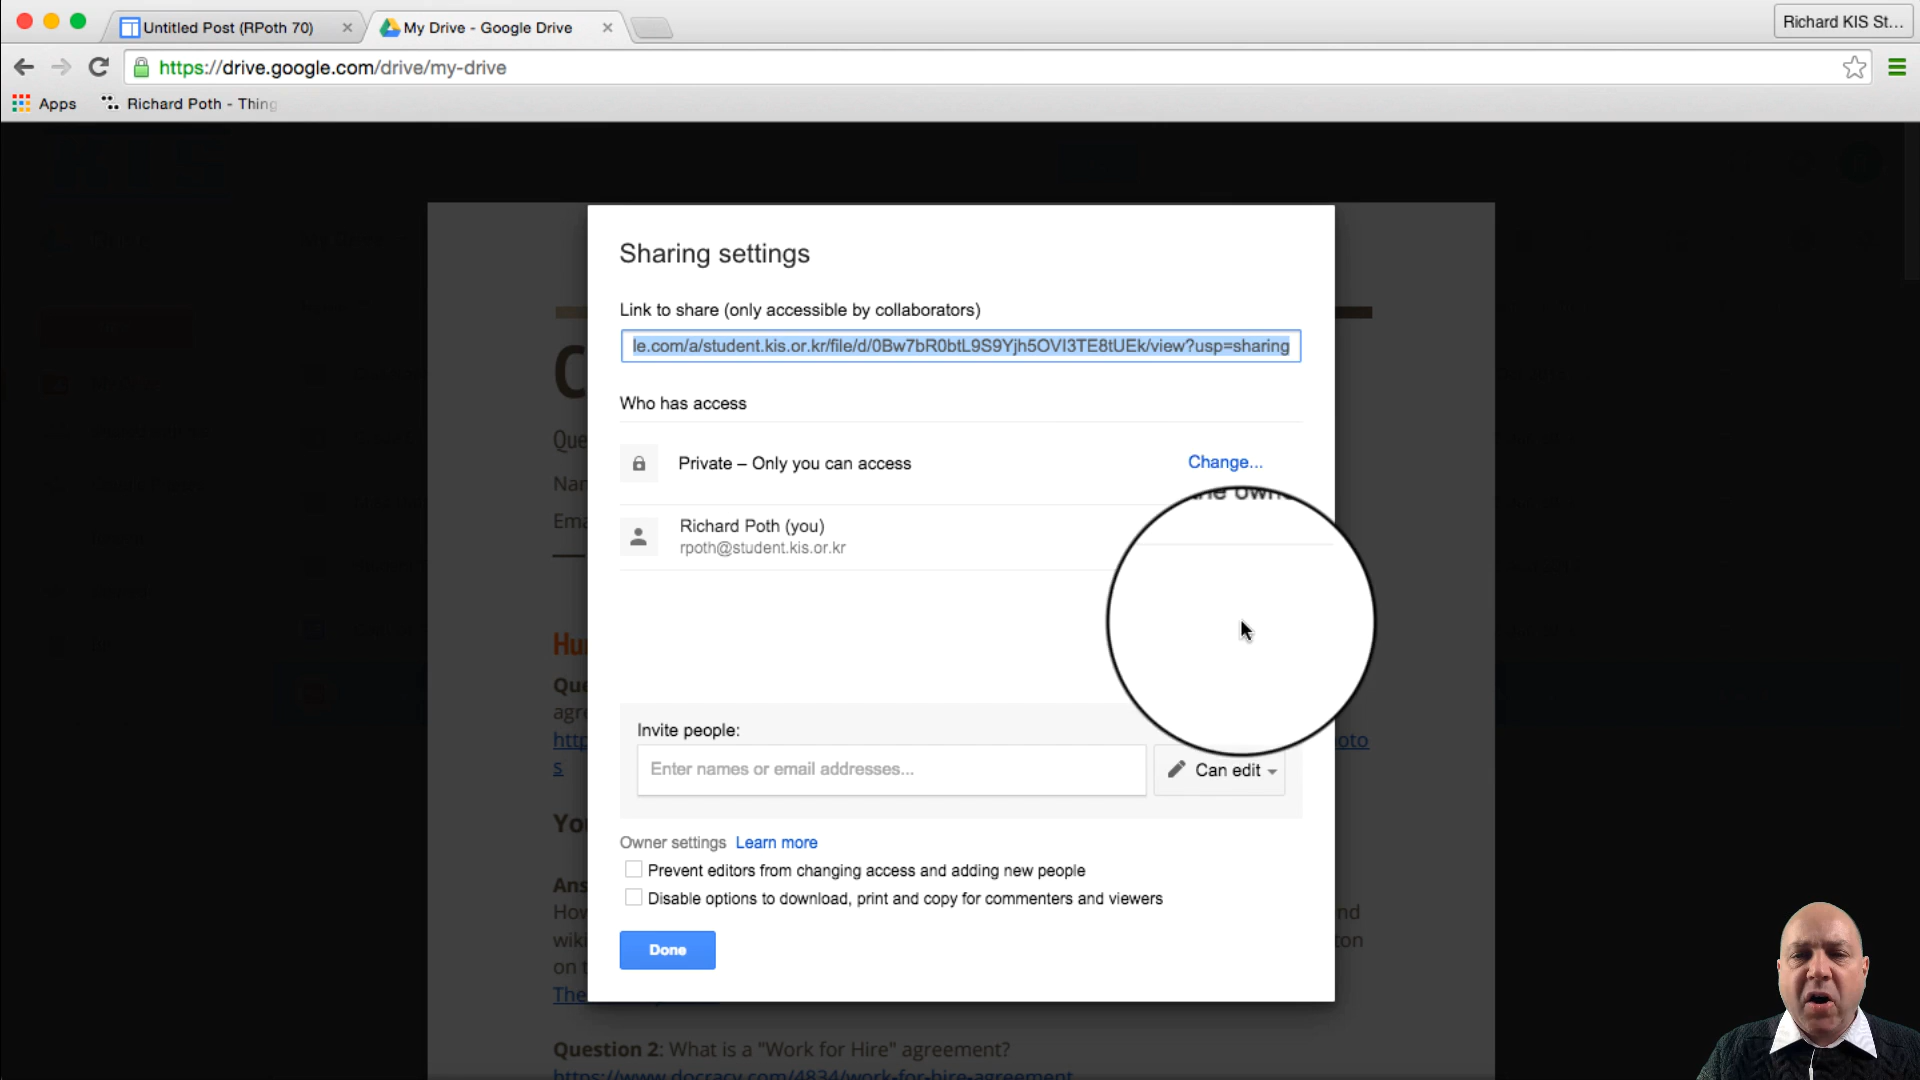 Untitled Post (RPoth 70)
My Drive - Google Drive
Richard KIS St...
https://drive.google.com/drive/my-drive
Apps
Richard Poth - Thing
Sharing settings
Link to share (only accessible by collaborators)
le.com/a/student.kis.or.kr/file/d/0Bw7bR0btL9S9Yjh5OVI3TE8tUEk/view?usp=sharing
Who has access
Private – Only you can access
Change...
Richard Poth (you)
rpoth@student.kis.or.kr
Invite people:
Enter names or email addresses...
Can edit
Owner settings Learn more
Prevent editors from changing access and adding new people
Disable options to download, print and copy for commenters and viewers
Done
Question 2: What is a "Work for Hire" agreement?
https://www.docracy.com/4834/work-for-hire-agreement